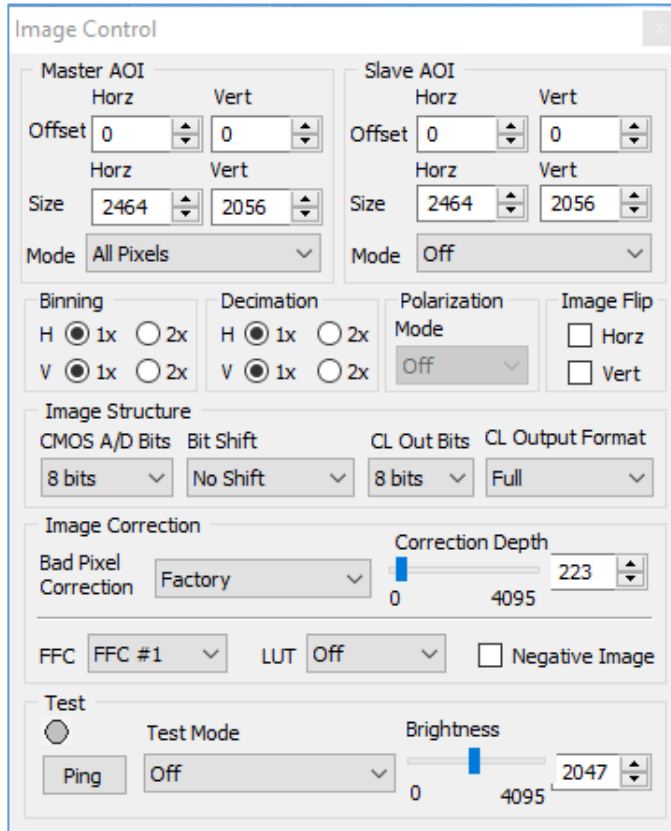 Image Control
x
Master AOI
Horz Vert
Offset 0 0
Horz Vert
Size 2464 2056
Mode All Pixels
Slave AOI
Horz Vert
Offset 0 0
Horz Vert
Size 2464 2056
Mode Off
Binning
H 1x 2x
V 1x 2x
Decimation
H 1x 2x
V 1x 2x
Polarization
Mode
Off
Image Flip
Horz
Vert
Image Structure
CMOS A/D Bits Bit Shift CL Out Bits CL Output Format
8 bits No Shift 8 bits Full
Image Correction
Bad Pixel
Correction
Factory
Correction Depth
223
0 4095
FFC FFC #1 LUT Off Negative Image
Test
Test Mode Brightness
Ping Off 2047
0 4095